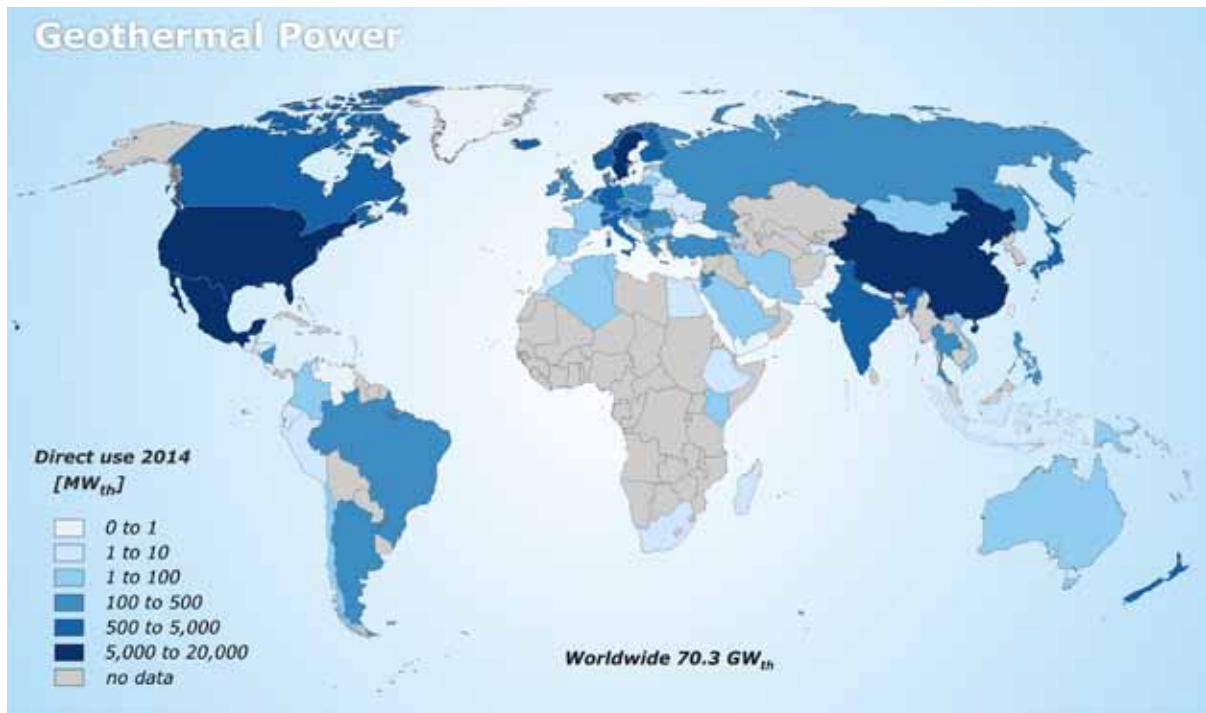 Geothermal Power
Direct use 2014
[MWth]
0 to 1
1 to 10
1 to 100
100 to 500
500 to 5,000
5,000 to 20,000
no data
Worldwide 70.3 GWth